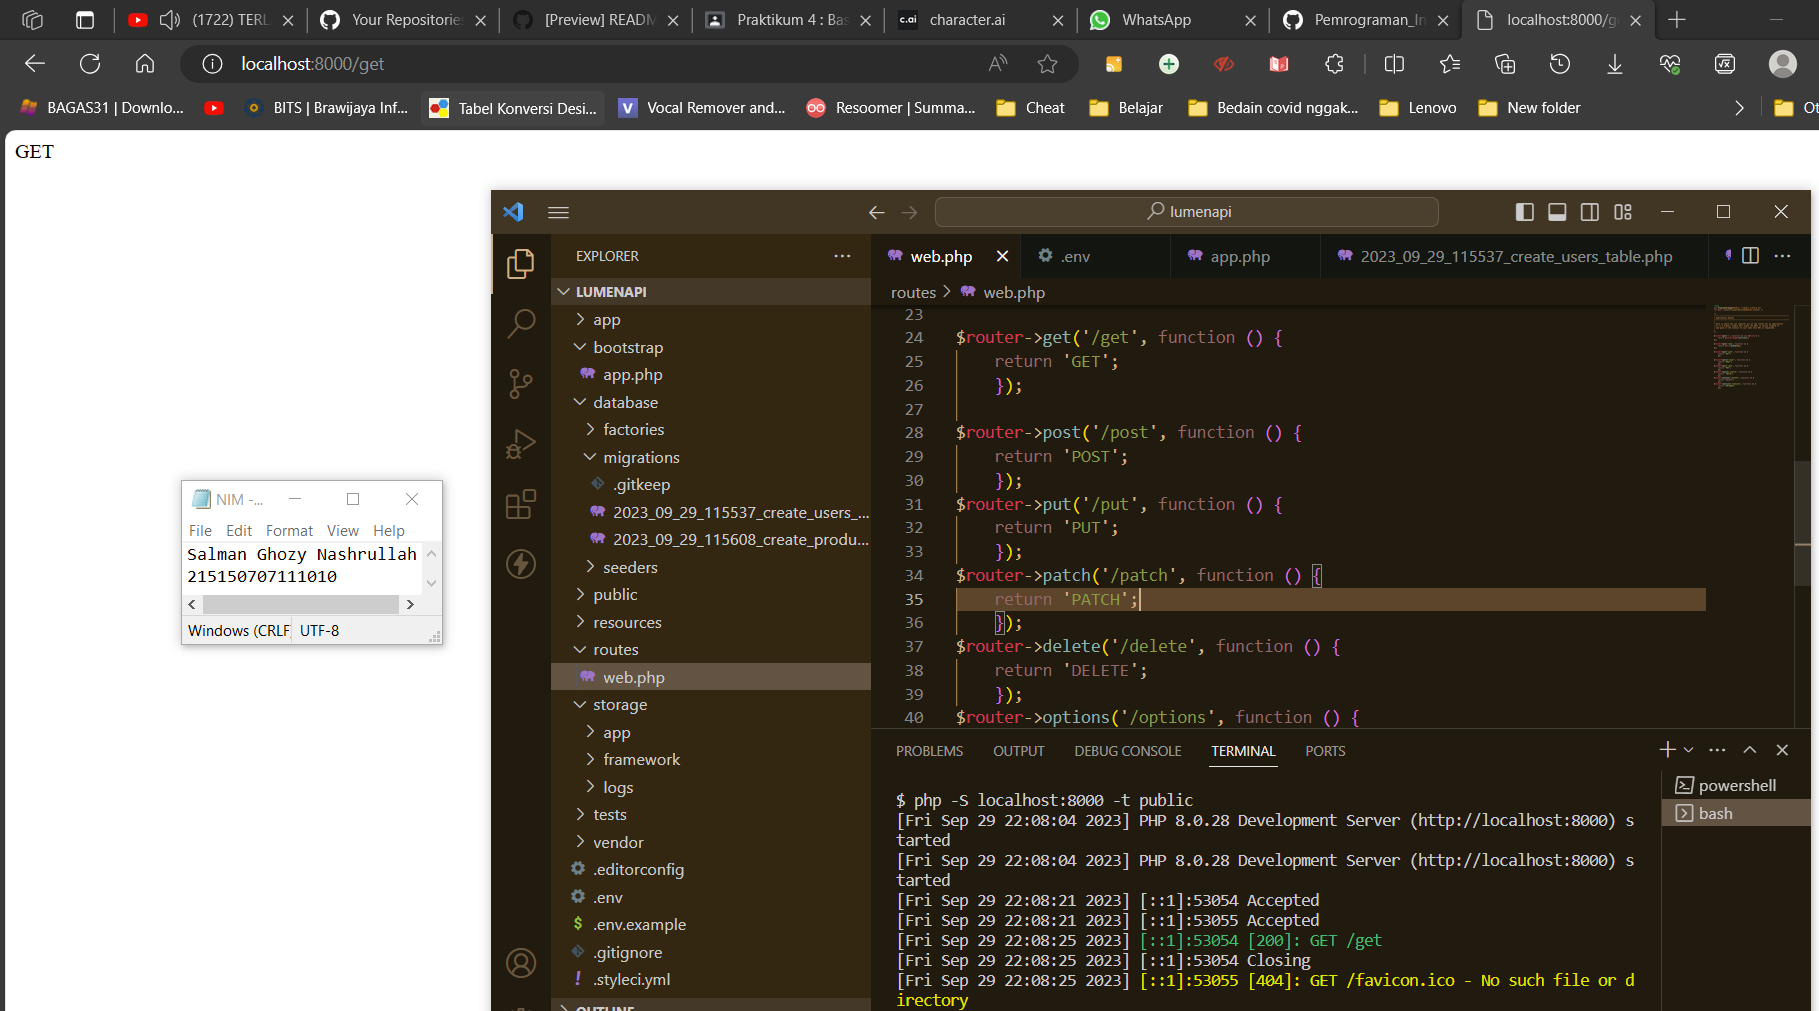 (1722) TERL
Your Repositories
[Preview] READM
Praktikum 4 : Bas
c.ai
character.ai
WhatsApp
Pemrograman_In
localhost:8000/g
localhost:8000/get
BAGAS31 | Downlo...
BITS | Brawijaya Inf...
Tabel Konversi Desi...
V
Vocal Remover and...
Resoomer | Summa...
Cheat
Belajar
Bedain covid nggak...
Lenovo
New folder
Ot
GET
lumenapi
EXPLORER
web.php
.env
app.php
2023_09_29_115537_create_users_table.php
routes > web.php
LUMENAPI
app
bootstrap
app.php
database
factories
migrations
.gitkeep
2023_09_29_115537_create_users_...
2023_09_29_115608_create_produ...
seeders
public
resources
routes
web.php
storage
app
framework
logs
tests
vendor
.editorconfig
.env
$ .env.example
.gitignore
! .styleci.yml
OUTLINE
23
24 $router->get('/get', function () {
25 return 'GET';
26 });
27
28 $router->post('/post', function () {
29 return 'POST';
30 });
31 $router->put('/put', function () {
32 return 'PUT';
33 });
34 $router->patch('/patch', function () {
35 return 'PATCH';
36 });
37 $router->delete('/delete', function () {
38 return 'DELETE';
39 });
40 $router->options('/options', function () {
PROBLEMS OUTPUT DEBUG CONSOLE TERMINAL PORTS
powershell
bash
$ php -S localhost:8000 -t public
[Fri Sep 29 22:08:04 2023] PHP 8.0.28 Development Server (http://localhost:8000) s
tarted
[Fri Sep 29 22:08:04 2023] PHP 8.0.28 Development Server (http://localhost:8000) s
tarted
[Fri Sep 29 22:08:21 2023] [::1]:53054 Accepted
[Fri Sep 29 22:08:21 2023] [::1]:53055 Accepted
[Fri Sep 29 22:08:25 2023] [::1]:53054 [200]: GET /get
[Fri Sep 29 22:08:25 2023] [::1]:53054 Closing
[Fri Sep 29 22:08:25 2023] [::1]:53055 [404]: GET /favicon.ico - No such file or d
irectory
NIM -...
File Edit Format View Help
Salman Ghozy Nashrullah
215150707111010
Windows (CRLF UTF-8